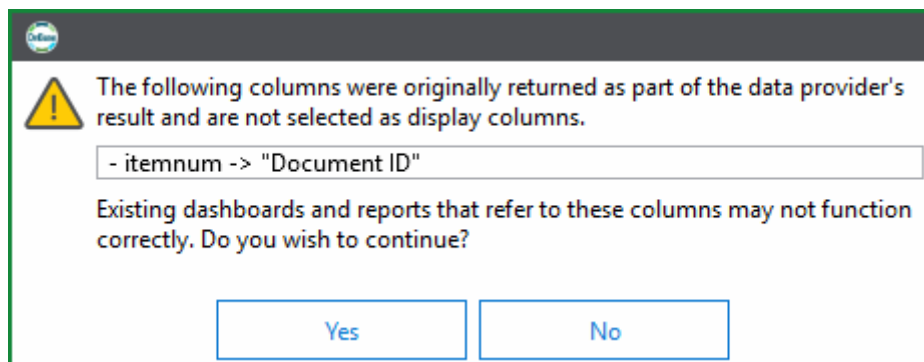 OnBase
The following columns were originally returned as part of the data provider's
result and are not selected as display columns.
- itemnum -> "Document ID"
Existing dashboards and reports that refer to these columns may not function
correctly. Do you wish to continue?
Yes
No